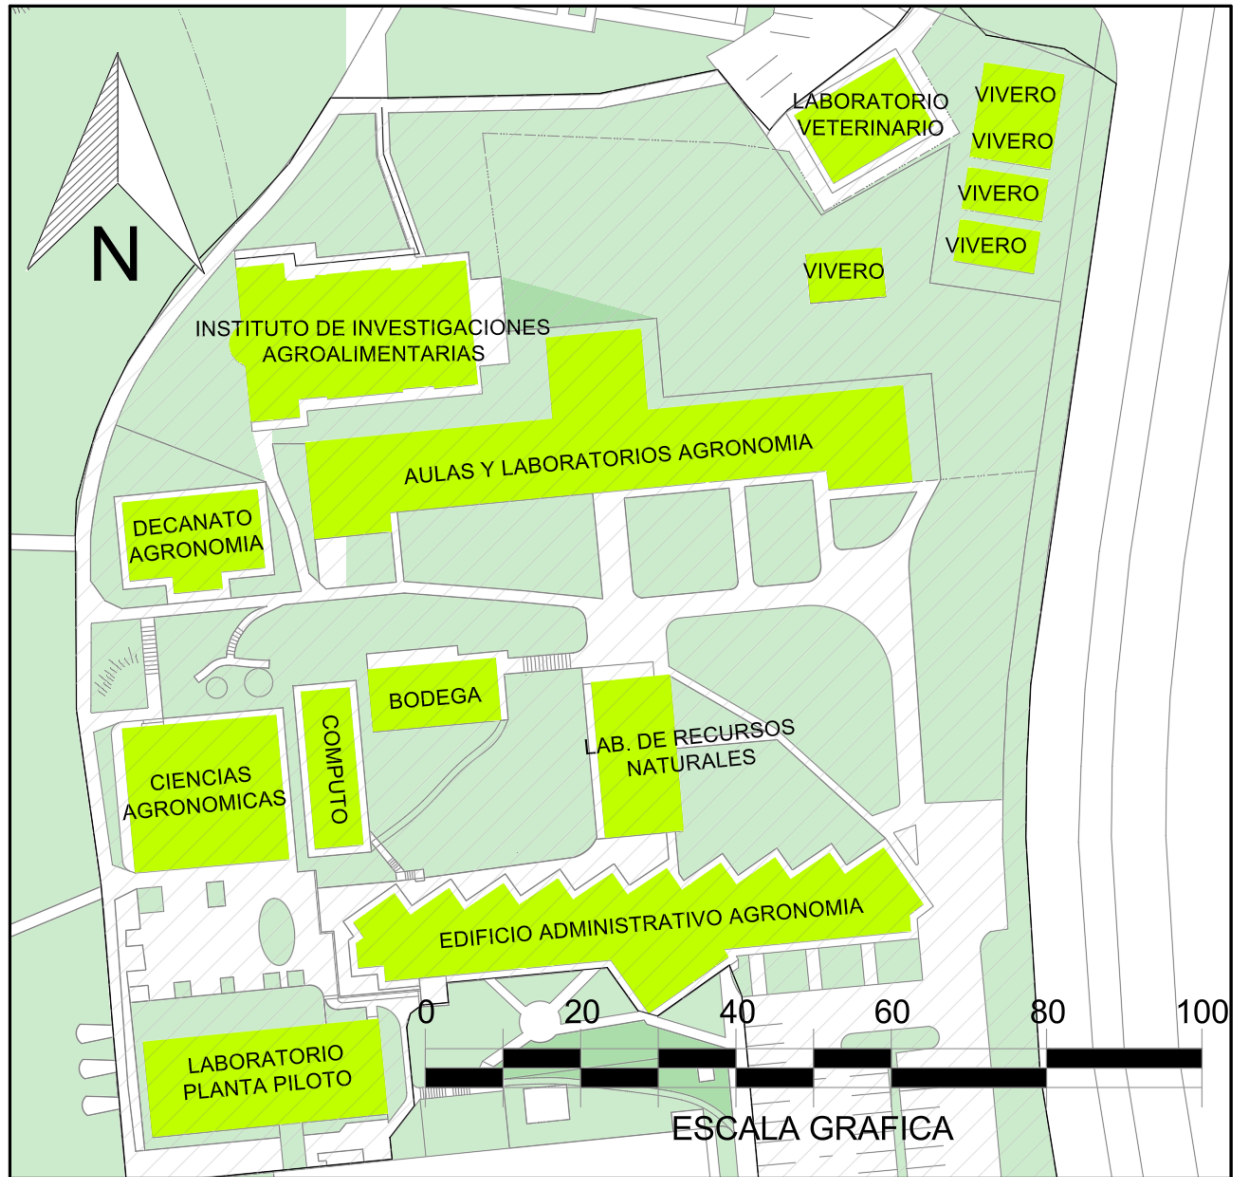 N
LABORATORIO
VETERINARIO
VIVERO
VIVERO
VIVERO
VIVERO
VIVERO
INSTITUTO DE INVESTIGACIONES
AGROALIMENTARIAS
AULAS Y LABORATORIOS AGRONOMIA
DECANATO
AGRONOMIA
BODEGA
COMPUTO
LAB. DE RECURSOS
NATURALES
CIENCIAS
AGRONOMICAS
EDIFICIO ADMINISTRATIVO AGRONOMIA
LABORATORIO
PLANTA PILOTO
0 20 40 60 80 100
ESCALA GRAFICA